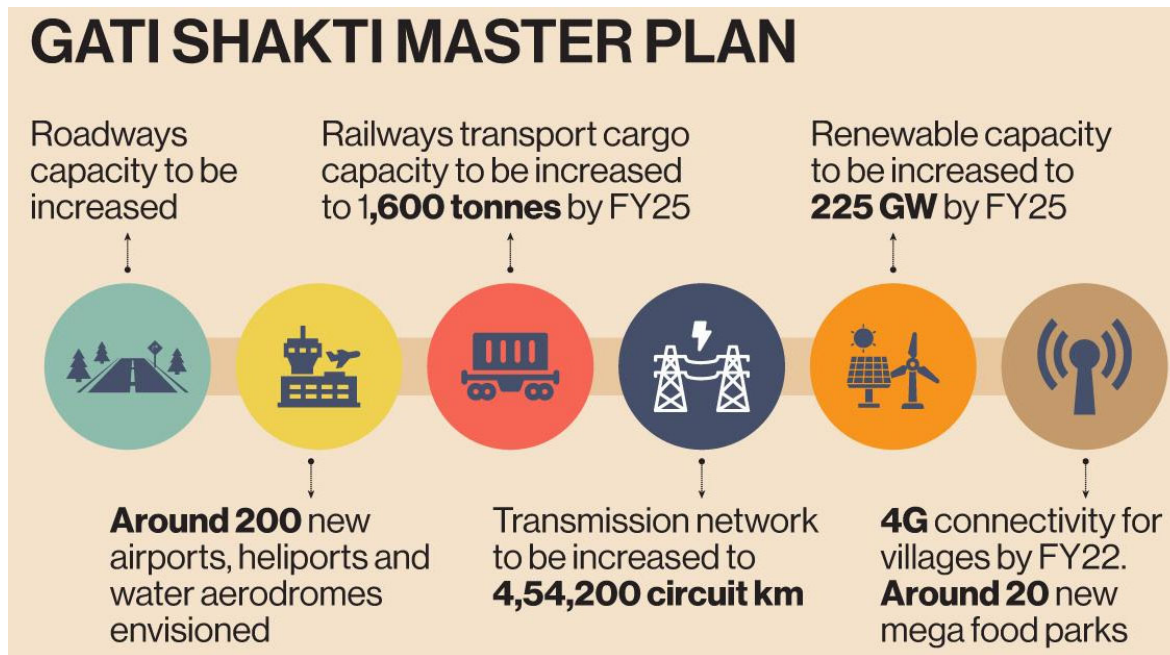 GATI SHAKTI MASTER PLAN
Roadways
capacity to be
increased
Railways transport cargo
capacity to be increased
to 1,600 tonnes by FY25
Renewable capacity
to be increased to
225 GW by FY25
Around 200 new
airports, heliports and
water aerodromes
envisioned
Transmission network
to be increased to
4,54,200 circuit km
4G connectivity for
villages by FY22.
Around 20 new
mega food parks